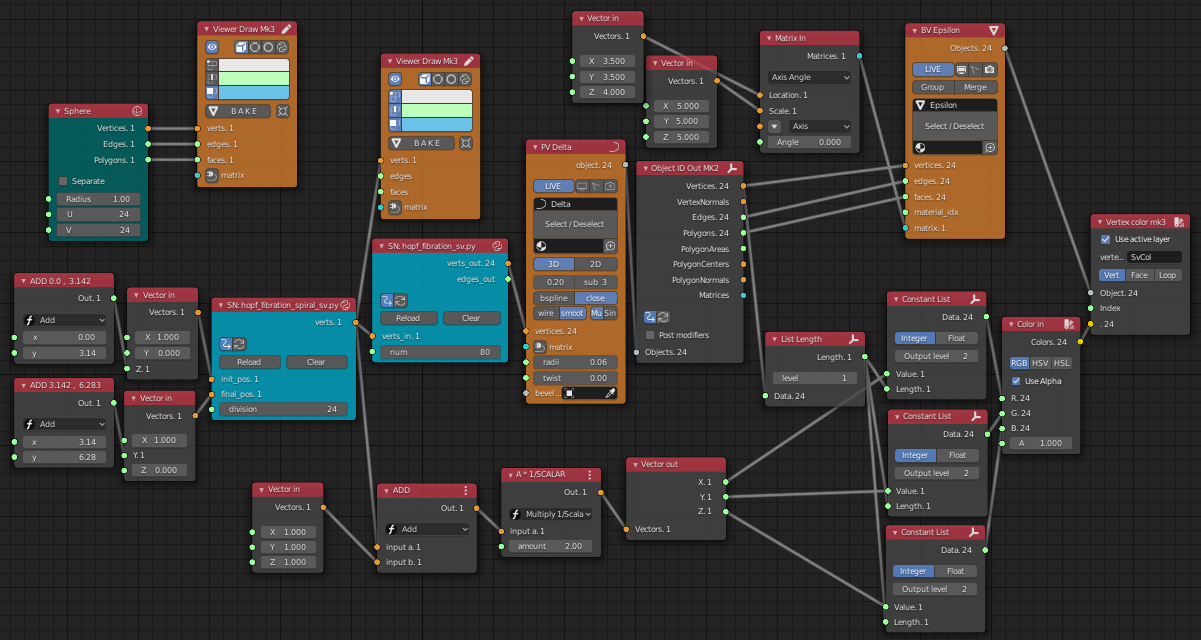 Viewer Draw Mk3
BAKE
verts. 1
edges. 1
faces. 1
matrix
Sphere
Vertices. 1
Edges. 1
Polygons. 1
Separate
Radius 1.00
U 24
V 24
Viewer Draw Mk3
BAKE
verts. 1
edges
faces
matrix
Vector in
Vectors. 1
X 3.500
Y 3.500
Z 4.000
Vector in
Vectors. 1
X 5.000
Y 5.000
Z 5.000
Matrix In
Matrices. 1
Axis Angle
Location. 1
Scale. 1
Axis
Angle 0.000
BV Epsilon
Objects. 24
LIVE
Group Merge
Epsilon
Select / Deselect
vertices. 24
edges. 24
faces. 24
material_idx
matrix. 1
PV Delta
object. 24
LIVE
Delta
Select / Deselect
3D 2D
0.20 sub 3
bspline close
wire smoot Mu Sin
vertices. 24
matrix
radii 0.06
twist 0.00
bevel ..
Object ID Out MK2
Vertices. 24
VertexNormals
Edges. 24
Polygons. 24
PolygonAreas
PolygonCenters
PolygonNormals
Matrices
Post modifiers
Objects. 24
Vertex color mk3
Use active layer
verte.. SvCol
Vert Face Loop
Object. 24
Index
. 24
ADD 0.0 , 3.142
Out. 1
Add
x 0.00
y 3.14
Vector in
Vectors. 1
X 1.000
Y 0.000
Z. 1
ADD 3.142 , 6.283
Out. 1
Add
x 3.14
y 6.28
Vector in
Vectors. 1
X 1.000
Y. 1
Z 0.000
SN: hopf_fibration_spiral_sv.py
verts. 1
Reload Clear
init_pos. 1
final_pos. 1
division 24
SN: hopf_fibration_sv.py
verts_out. 24
edges_out
Reload Clear
verts_in. 1
num 80
List Length
Length. 1
level 1
Data. 24
Constant List
Data. 24
Integer Float
Output level 2
Value. 1
Length. 1
Constant List
Data. 24
Integer Float
Output level 2
Value. 1
Length. 1
Constant List
Data. 24
Integer Float
Output level 2
Value. 1
Length. 1
Color in
Colors. 24
RGB HSV HSL
Use Alpha
R. 24
G. 24
B. 24
A 1.000
Vector in
Vectors. 1
X 1.000
Y 1.000
Z 1.000
ADD
Out. 1
Add
input a. 1
input b. 1
A * 1/SCALAR
Out. 1
Multiply 1/Scala
input a. 1
amount 2.00
Vector out
X. 1
Y. 1
Z. 1
Vectors. 1